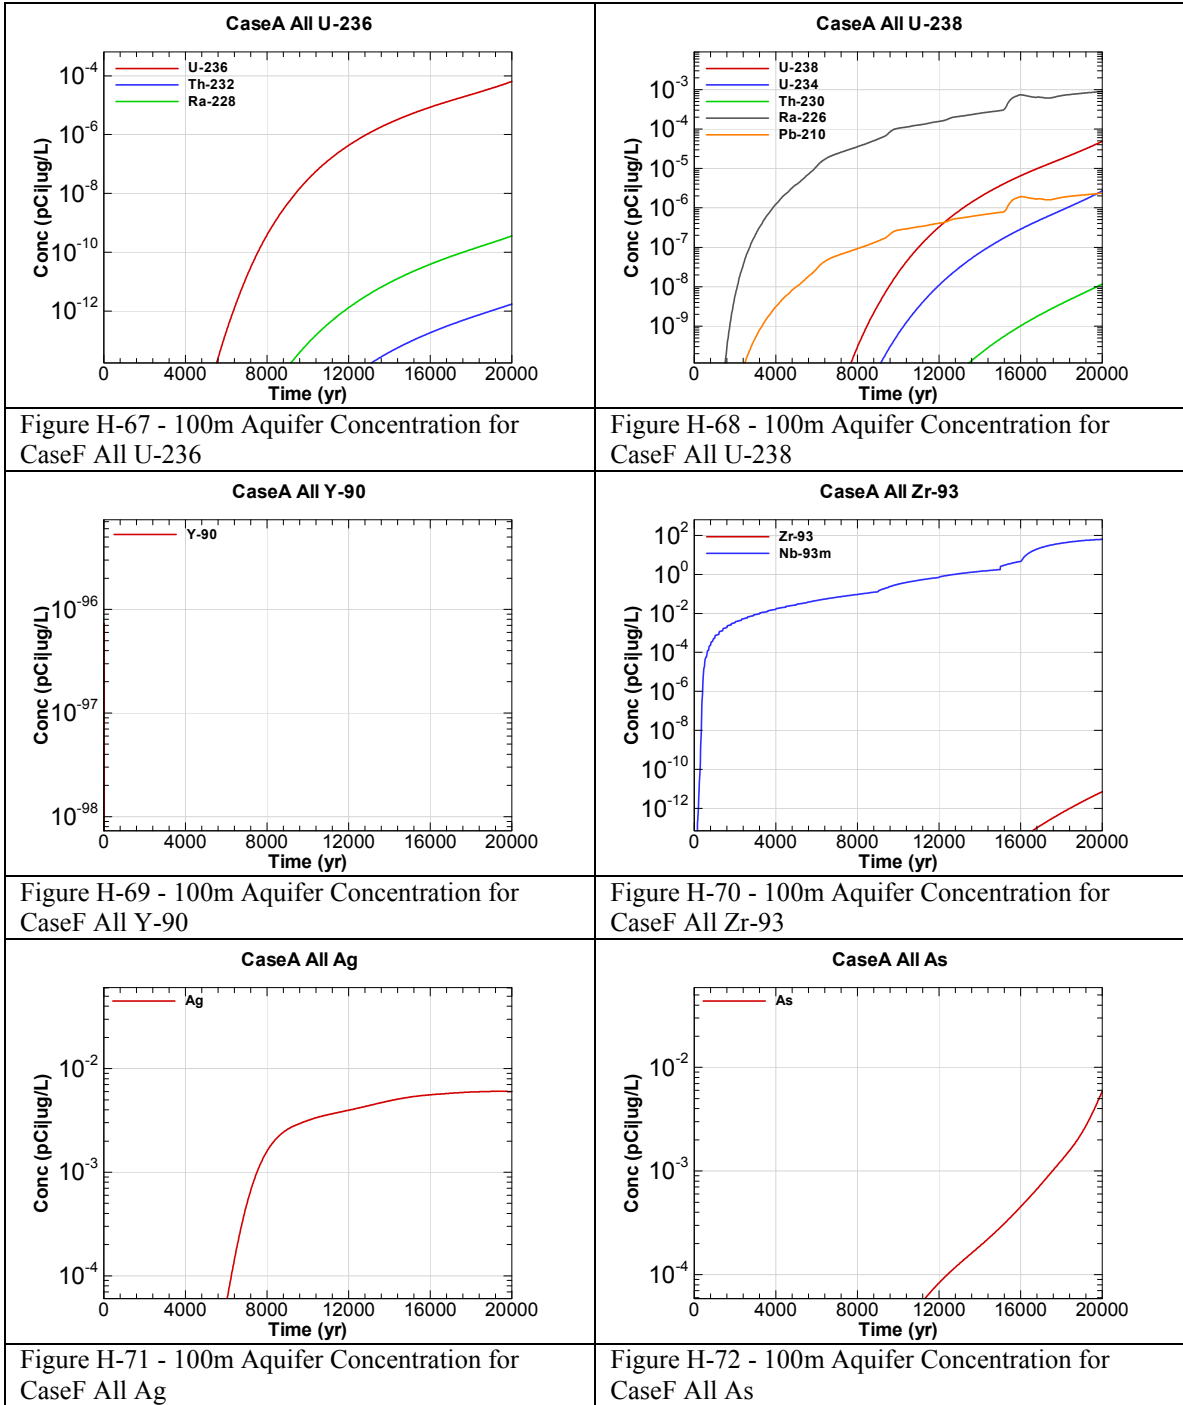 CaseA All U-236
U-236
Th-232
Ra-228
Conc (pCi|ug/L)
10^-4
10^-6
10^-8
10^-10
10^-12
0 4000 8000 12000 16000 20000
Time (yr)
Figure H-67 - 100m Aquifer Concentration for
CaseF All U-236
CaseA All U-238
U-238
U-234
Th-230
Ra-226
Pb-210
Conc (pCi|ug/L)
10^-3
10^-4
10^-5
10^-6
10^-7
10^-8
10^-9
0 4000 8000 12000 16000 20000
Time (yr)
Figure H-68 - 100m Aquifer Concentration for
CaseF All U-238
CaseA All Y-90
Y-90
Conc (pCi|ug/L)
10^-96
10^-97
10^-98
0 4000 8000 12000 16000 20000
Time (yr)
Figure H-69 - 100m Aquifer Concentration for
CaseF All Y-90
CaseA All Zr-93
Zr-93
Nb-93m
Conc (pCi|ug/L)
10^2
10^0
10^-2
10^-4
10^-6
10^-8
10^-10
10^-12
0 4000 8000 12000 16000 20000
Time (yr)
Figure H-70 - 100m Aquifer Concentration for
CaseF All Zr-93
CaseA All Ag
Ag
Conc (pCi|ug/L)
10^-2
10^-3
10^-4
0 4000 8000 12000 16000 20000
Time (yr)
Figure H-71 - 100m Aquifer Concentration for
CaseF All Ag
CaseA All As
As
Conc (pCi|ug/L)
10^-2
10^-3
10^-4
0 4000 8000 12000 16000 20000
Time (yr)
Figure H-72 - 100m Aquifer Concentration for
CaseF All As